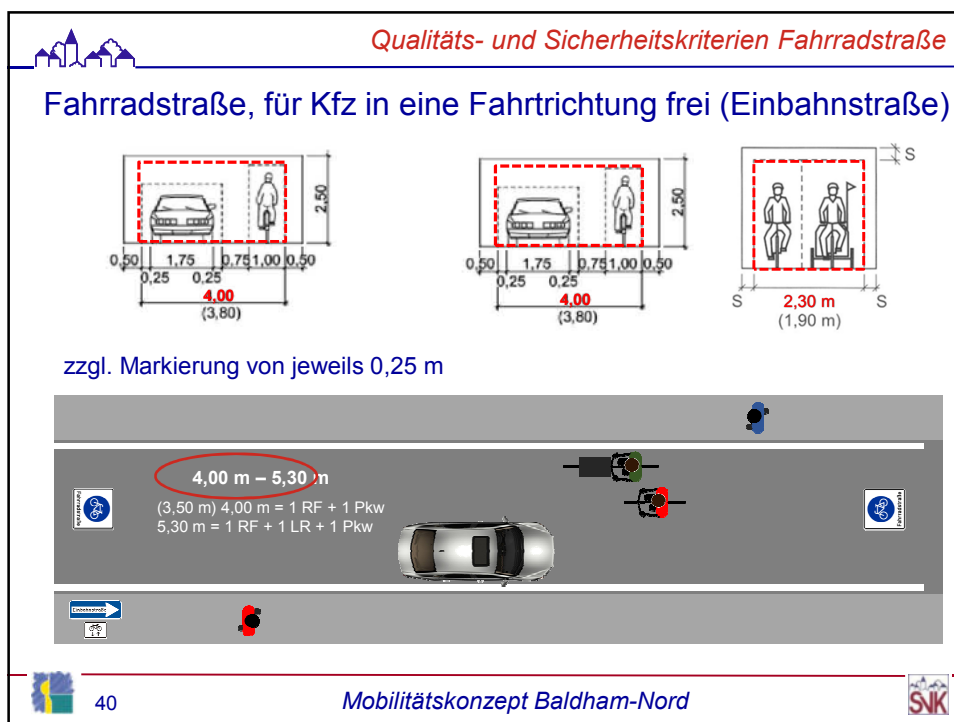 Qualitäts- und Sicherheitskriterien Fahrradstraße
Fahrradstraße, für Kfz in eine Fahrtrichtung frei (Einbahnstraße)
2,50
0,50 1,75 0,75 1,00 0,50
0,25 0,25
4,00
(3,80)
2,50
0,50 1,75 0,75 1,00 0,50
0,25 0,25
4,00
(3,80)
S
S 2,30 m S
(1,90 m)
zzgl. Markierung von jeweils 0,25 m
4,00 m – 5,30 m
(3,50 m) 4,00 m = 1 RF + 1 Pkw
5,30 m = 1 RF + 1 LR + 1 Pkw
Fahrradstraße
Fahrradstraße
Einbahnstraße
40
Mobilitätskonzept Baldham-Nord
SVK